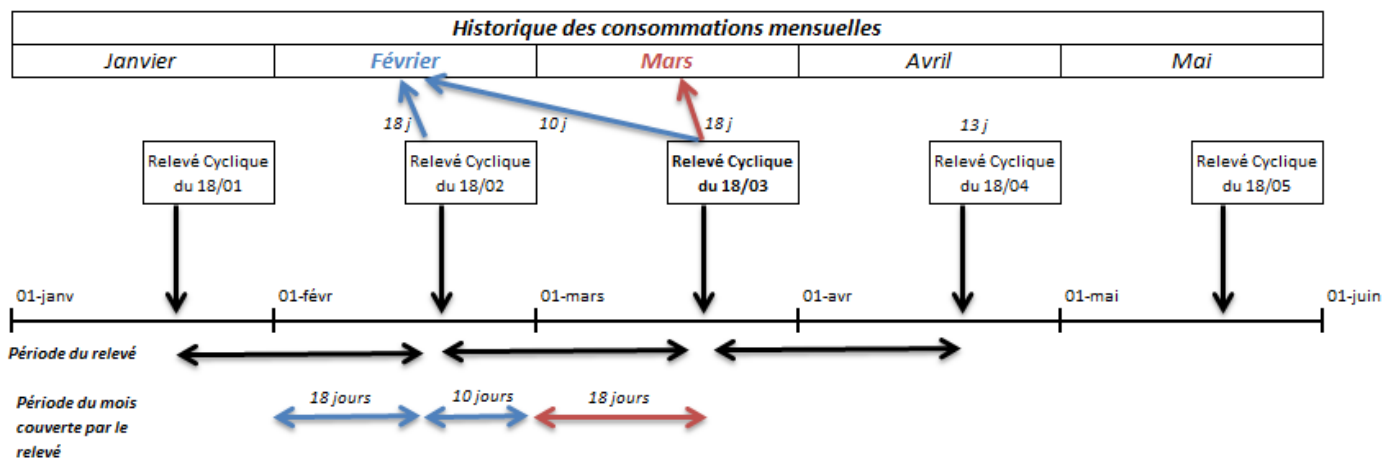 Historique des consommations mensuelles
Janvier Février Mars Avril Mai
18 j 10 j 18 j 13 j
Relevé Cyclique
du 18/01
Relevé Cyclique
du 18/02
Relevé Cyclique
du 18/03
Relevé Cyclique
du 18/04
Relevé Cyclique
du 18/05
01-janv 01-févr 01-mars 01-avr 01-mai 01-juin
Période du relevé
18 jours 10 jours 18 jours
Période du mois
couverte par le
relevé